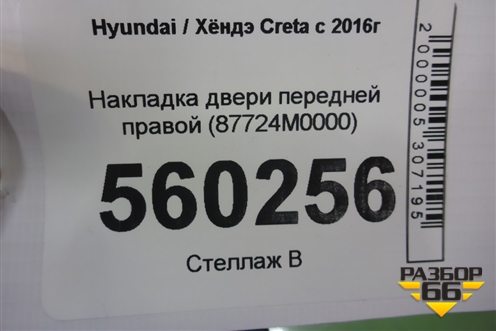 Hyundai / Хёндэ Creta с 2016г
Накладка двери передней
правой (87724M0000)
560256
Стеллаж В
2000005307195
РАЗБОР
66